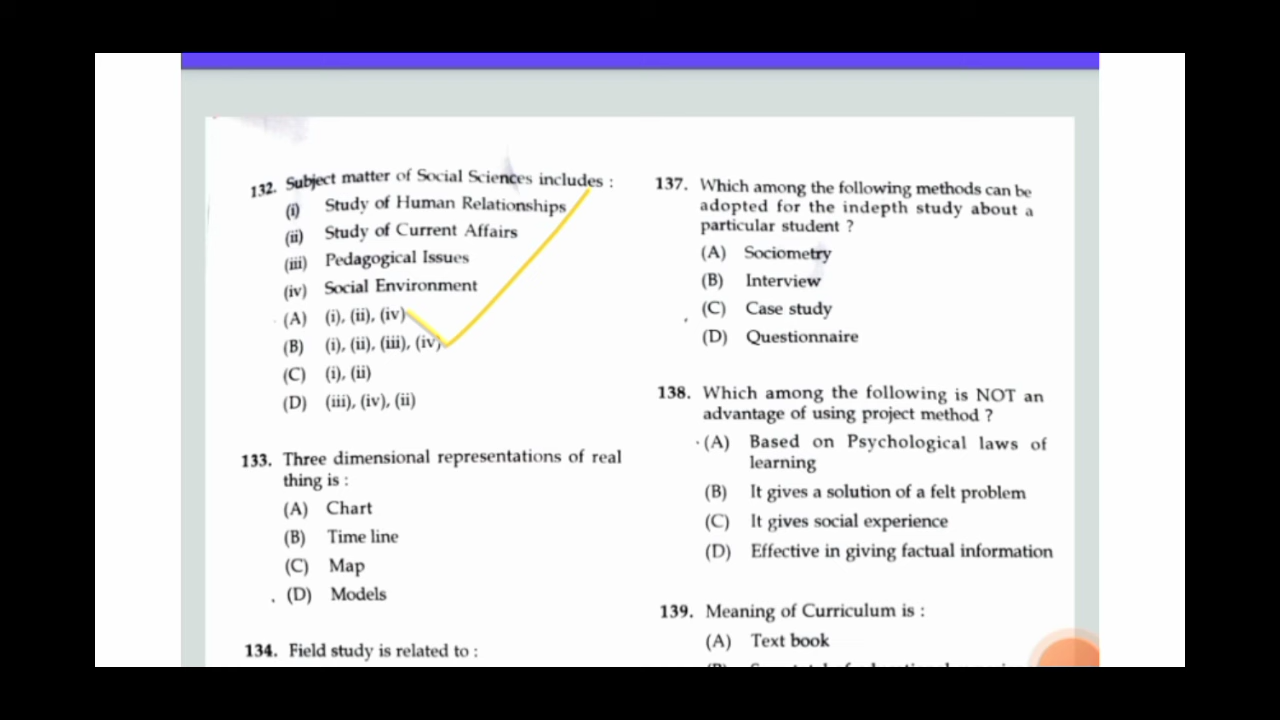 132. Subject matter of Social Sciences includes :
(i) Study of Human Relationships
(ii) Study of Current Affairs
(iii) Pedagogical Issues
(iv) Social Environment
(A) (i), (ii), (iv)
(B) (i), (ii), (iii), (iv)
(C) (i), (ii)
(D) (iii), (iv), (ii)
133. Three dimensional representations of real
thing is :
(A) Chart
(B) Time line
(C) Map
(D) Models
134. Field study is related to :
137. Which among the following methods can be
adopted for the indepth study about a
particular student ?
(A) Sociometry
(B) Interview
(C) Case study
(D) Questionnaire
138. Which among the following is NOT an
advantage of using project method ?
(A) Based on Psychological laws of
learning
(B) It gives a solution of a felt problem
(C) It gives social experience
(D) Effective in giving factual information
139. Meaning of Curriculum is :
(A) Text book